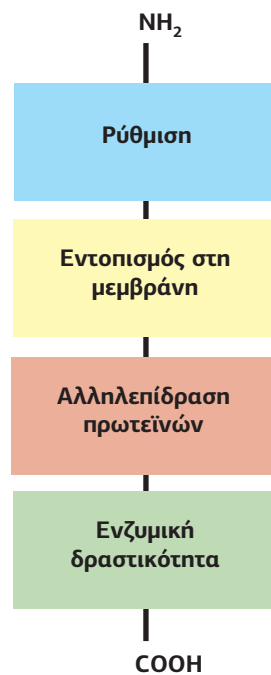 NH₂
Ρύθμιση
Εντοπισμός στη
μεμβράνη
Αλληλεπίδραση
πρωτεϊνών
Ενζυμική
δραστικότητα
COOH